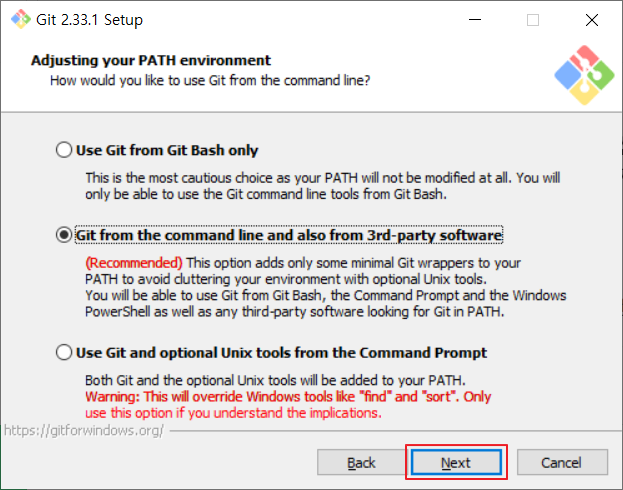 Git 2.33.1 Setup
Adjusting your PATH environment
How would you like to use Git from the command line?
Use Git from Git Bash only
This is the most cautious choice as your PATH will not be modified at all. You will
only be able to use the Git command line tools from Git Bash.
Git from the command line and also from 3rd-party software
(Recommended) This option adds only some minimal Git wrappers to your
PATH to avoid cluttering your environment with optional Unix tools.
You will be able to use Git from Git Bash, the Command Prompt and the Windows
PowerShell as well as any third-party software looking for Git in PATH.
Use Git and optional Unix tools from the Command Prompt
Both Git and the optional Unix tools will be added to your PATH.
Warning: This will override Windows tools like "find" and "sort". Only
use this option if you understand the implications.
https://gitforwindows.org/
Back Next Cancel